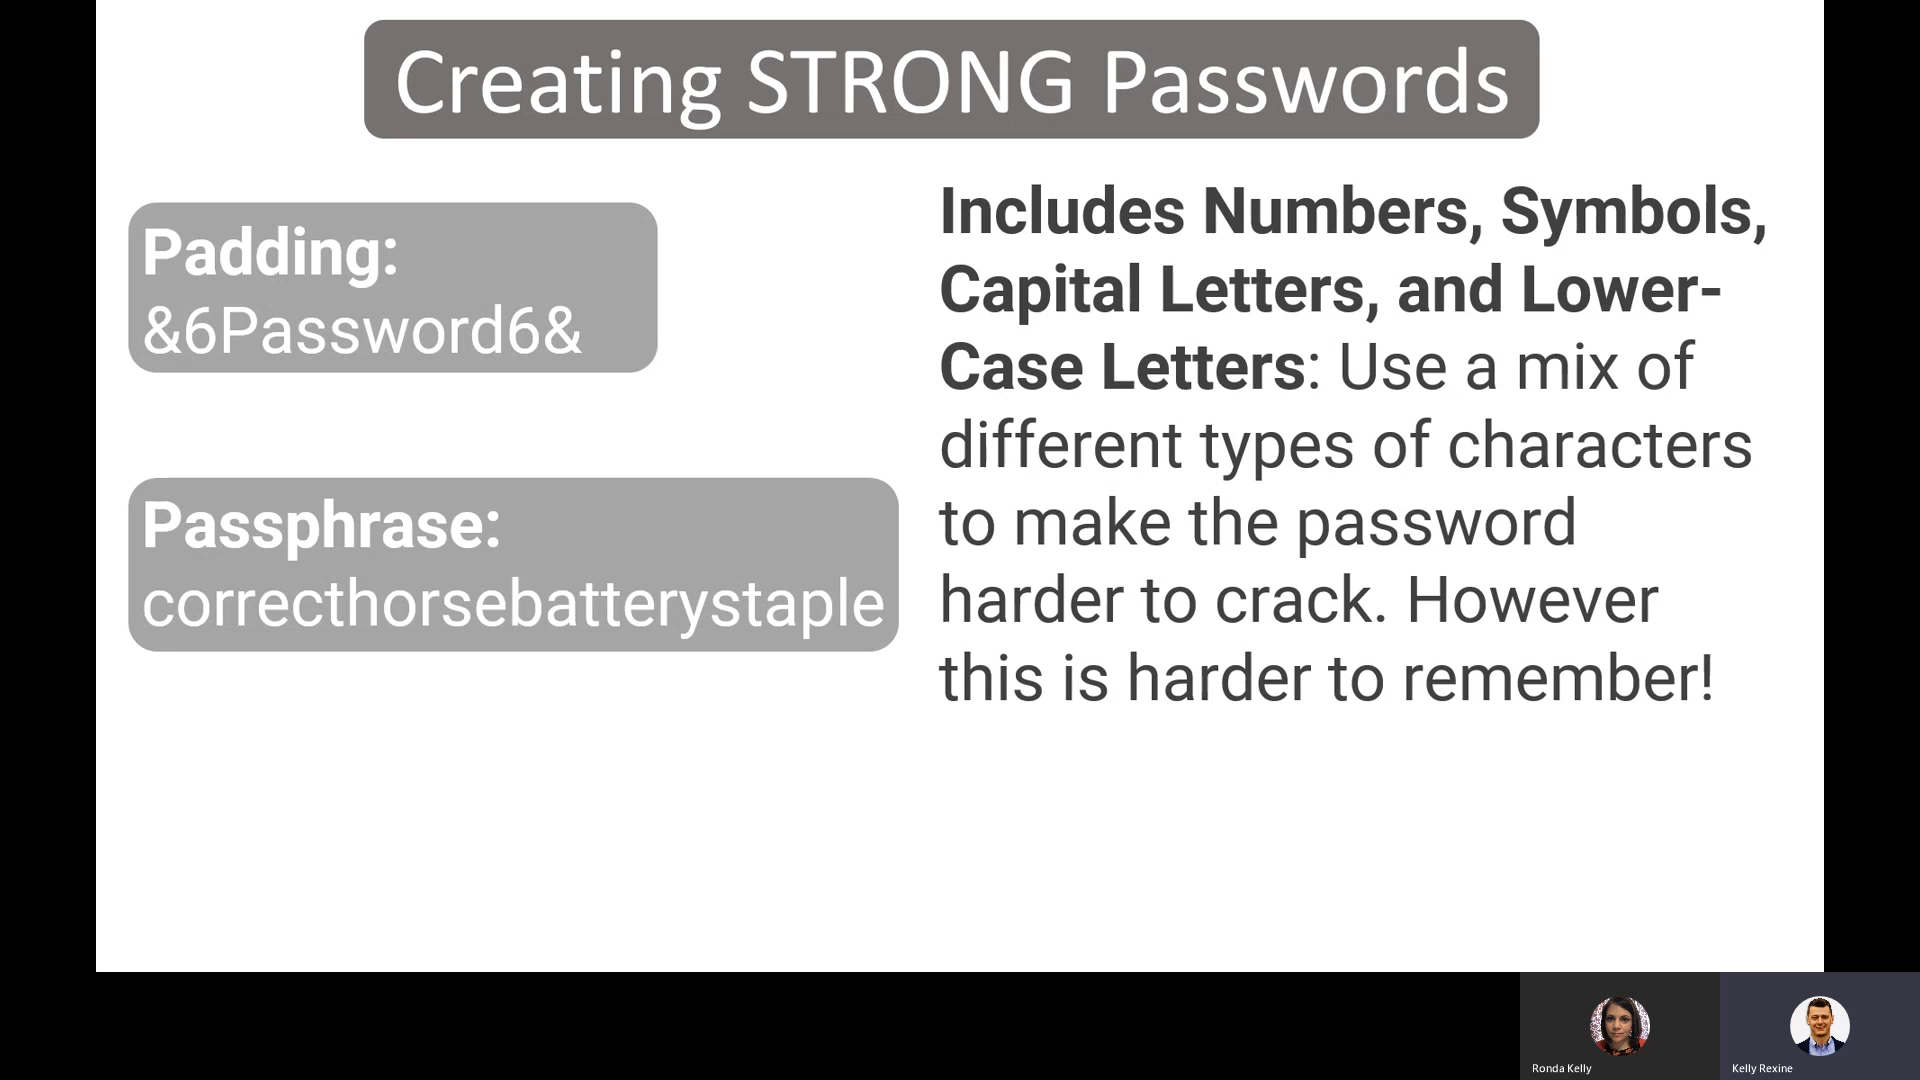 Creating STRONG Passwords
Padding:
&6Password6&
Passphrase:
correcthorsebatterystaple
Includes Numbers, Symbols,
Capital Letters, and Lower-
Case Letters: Use a mix of
different types of characters
to make the password
harder to crack. However
this is harder to remember!
Ronda Kelly
Kelly Rexine